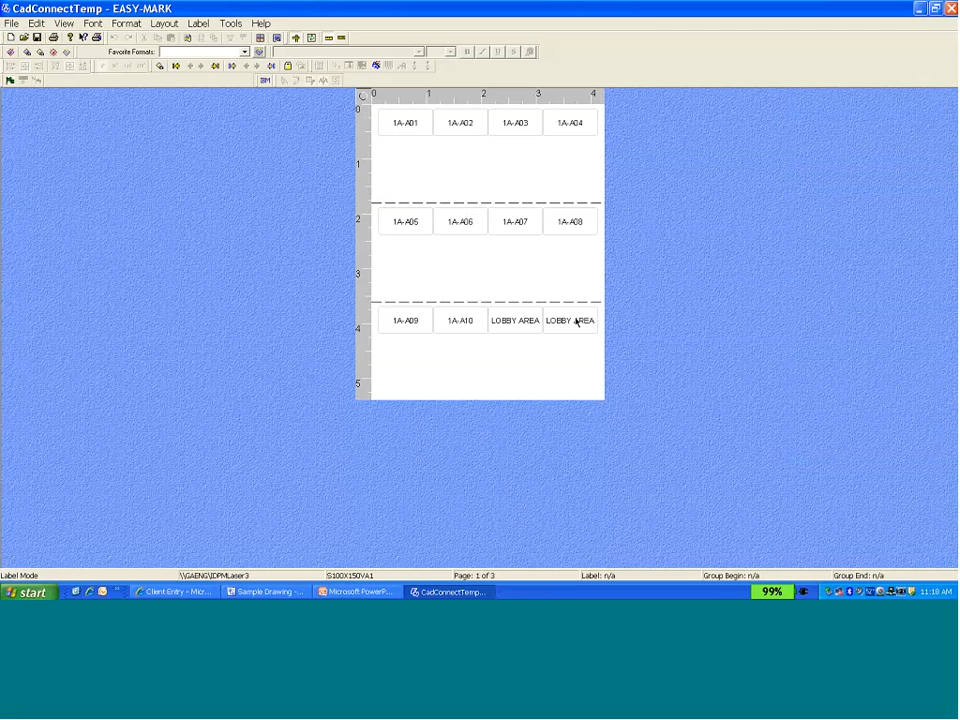 CadConnectTemp - EASY-MARK
File Edit View Font Format Layout Label Tools Help
Favorite Formats:
0 1 2 3 4
0
1A-A01 1A-A02 1A-A03 1A-A04
1
2
1A-A05 1A-A06 1A-A07 1A-A08
3
1A-A09 1A-A10 LOBBY AREA LOBBY AREA
4
5
Label Mode \\GAENG\IDPMLaser3 S100X150VA1 Page: 1 of 3 Label: n/a Group Begin: n/a Group End: n/a
start Client Entry - Micr... Sample Drawing -... Microsoft PowerP... CadConnectTemp... 99% 11:18 AM